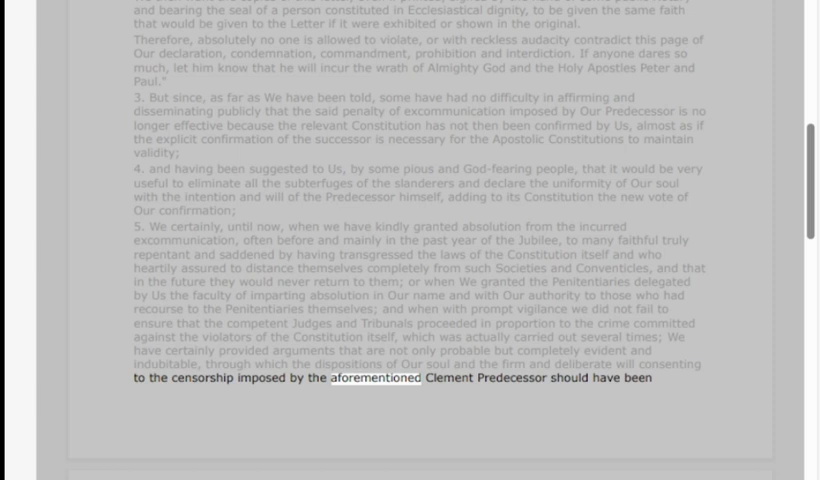 and bearing the seal of a person constituted in Ecclesiastical dignity, to be given the same faith
that would be given to the Letter if it were exhibited or shown in the original.
Therefore, absolutely no one is allowed to violate, or with reckless audacity contradict this page of
Our declaration, condemnation, commandment, prohibition and interdiction. If anyone dares so
much, let him know that he will incur the wrath of Almighty God and the Holy Apostles Peter and
Paul."
3. But since, as far as We have been told, some have had no difficulty in affirming and
disseminating publicly that the said penalty of excommunication imposed by Our Predecessor is no
longer effective because the relevant Constitution has not then been confirmed by Us, almost as if
the explicit confirmation of the successor is necessary for the Apostolic Constitutions to maintain
validity;
4. and having been suggested to Us, by some pious and God-fearing people, that it would be very
useful to eliminate all the subterfuges of the slanderers and declare the uniformity of Our soul
with the intention and will of the Predecessor himself, adding to its Constitution the new vote of
Our confirmation;
5. We certainly, until now, when we have kindly granted absolution from the incurred
excommunication, often before and mainly in the past year of the Jubilee, to many faithful truly
repentant and saddened by having transgressed the laws of the Constitution itself and who
heartily assured to distance themselves completely from such Societies and Conventicles, and that
in the future they would never return to them; or when We granted the Penitentiaries delegated
by Us the faculty of imparting absolution in Our name and with Our authority to those who had
recourse to the Penitentiaries themselves; and when with prompt vigilance we did not fail to
ensure that the competent Judges and Tribunals proceeded in proportion to the crime committed
against the violators of the Constitution itself, which was actually carried out several times; We
have certainly provided arguments that are not only probable but completely evident and
indubitable, through which the dispositions of Our soul and the firm and deliberate will consenting
to the censorship imposed by the aforementioned Clement Predecessor should have been